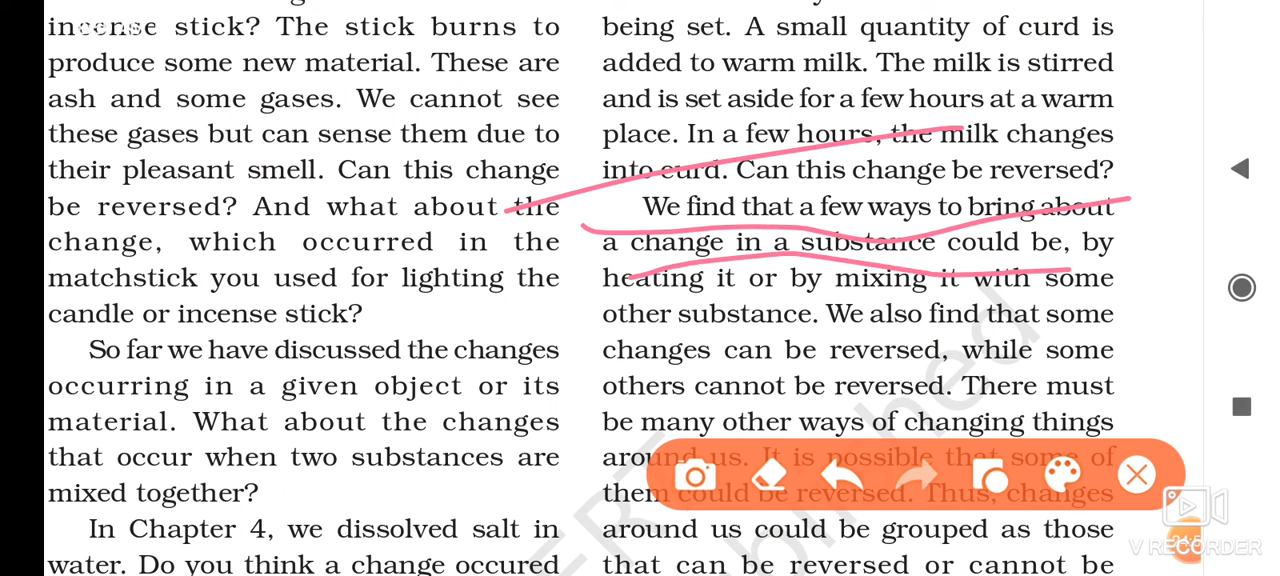 incense stick? The stick burns to
produce some new material. These are
ash and some gases. We cannot see
these gases but can sense them due to
their pleasant smell. Can this change
be reversed? And what about the
change, which occurred in the
matchstick you used for lighting the
candle or incense stick?
So far we have discussed the changes
occurring in a given object or its
material. What about the changes
that occur when two substances are
mixed together?
In Chapter 4, we dissolved salt in
water. Do you think a change occured
being set. A small quantity of curd is
added to warm milk. The milk is stirred
and is set aside for a few hours at a warm
place. In a few hours, the milk changes
into curd. Can this change be reversed?
We find that a few ways to bring about
a change in a substance could be, by
heating it or by mixing it with some
other substance. We also find that some
changes can be reversed, while some
others cannot be reversed. There must
be many other ways of changing things
around us. It is possible that some of
them could be reversed. Thus, changes
around us could be grouped as those
that can be reversed or cannot be
V RECORDER